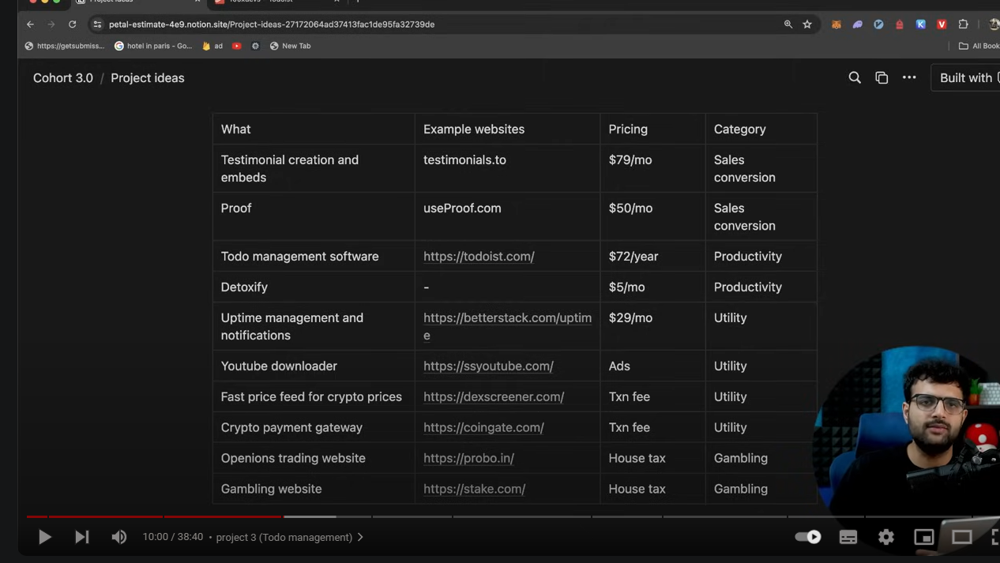 petal-estimate-4e9.notion.site/Project-ideas-27172064ad37413fac1de95fa32739de
https://getsubmiss...
hotel in paris - Go...
ad
New Tab
All Book
Cohort 3.0 / Project ideas
Built with
What Example websites Pricing Category
Testimonial creation and embeds testimonials.to $79/mo Sales conversion
Proof useProof.com $50/mo Sales conversion
Todo management software https://todoist.com/ $72/year Productivity
Detoxify - $5/mo Productivity
Uptime management and notifications https://betterstack.com/uptime $29/mo Utility
Youtube downloader https://ssyoutube.com/ Ads Utility
Fast price feed for crypto prices https://dexscreener.com/ Txn fee Utility
Crypto payment gateway https://coingate.com/ Txn fee Utility
Openions trading website https://probo.in/ House tax Gambling
Gambling website https://stake.com/ House tax Gambling
10:00 / 38:40 • project 3 (Todo management)